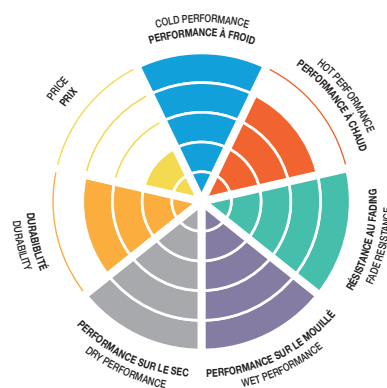 COLD PERFORMANCE
PERFORMANCE À FROID
HOT PERFORMANCE
PERFORMANCE À CHAUD
RÉSISTANCE AU FADING
FADE RESISTANCE
PERFORMANCE SUR LE MOUILLÉ
WET PERFORMANCE
PERFORMANCE SUR LE SEC
DRY PERFORMANCE
DURABIBLITÉ
DURABILITY
PRICE
PRIX